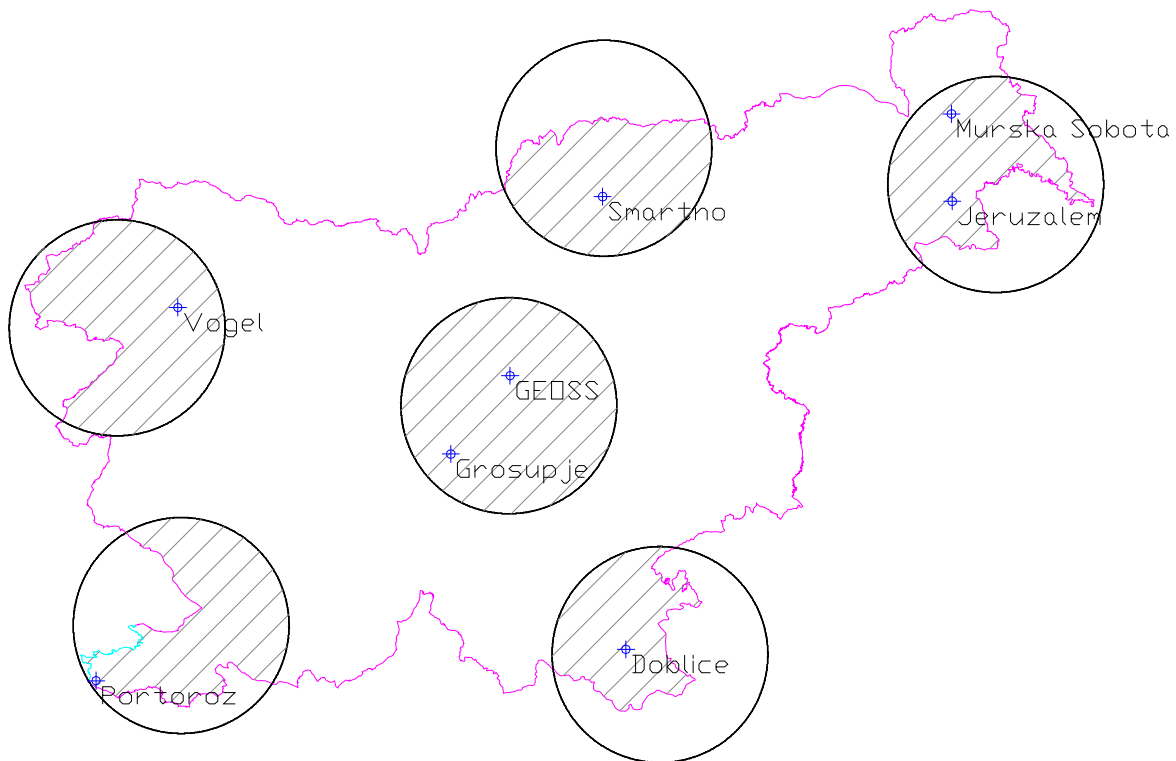 Murska Sobota
Smartno
Jeruzalem
Vogel
GEOSS
Grosupje
Doblice
Portoroz